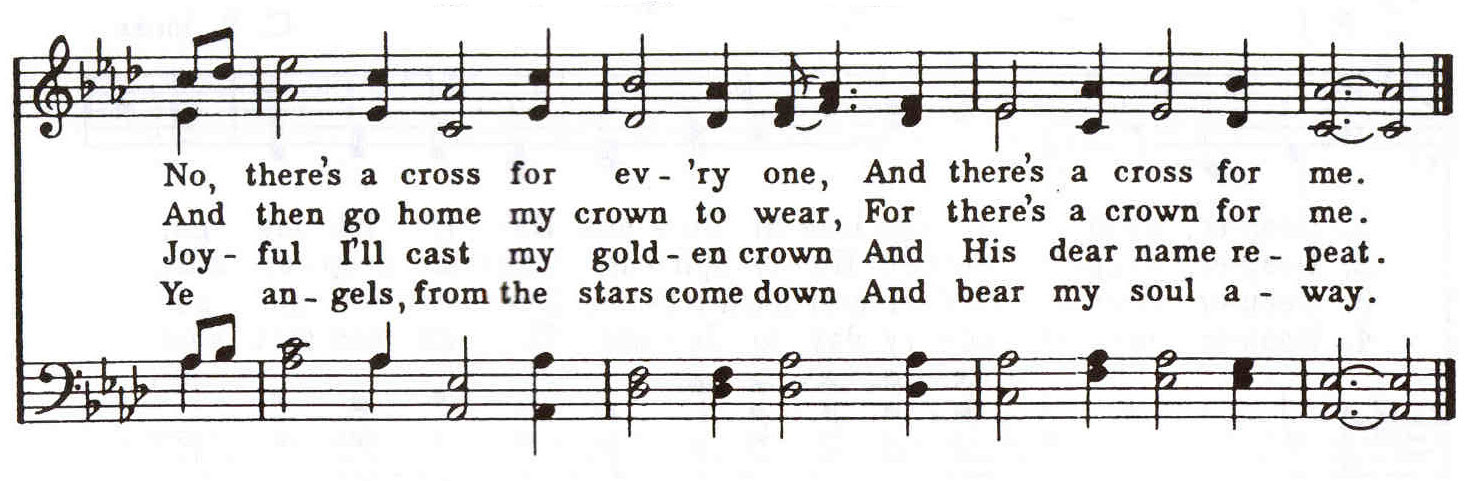 No, there's a cross for ev-'ry one, And there's a cross for me.
And then go home my crown to wear, For there's a crown for me.
Joy-ful I'll cast my gold-en crown And His dear name re-peat.
Ye an-gels, from the stars come down And bear my soul a-way.